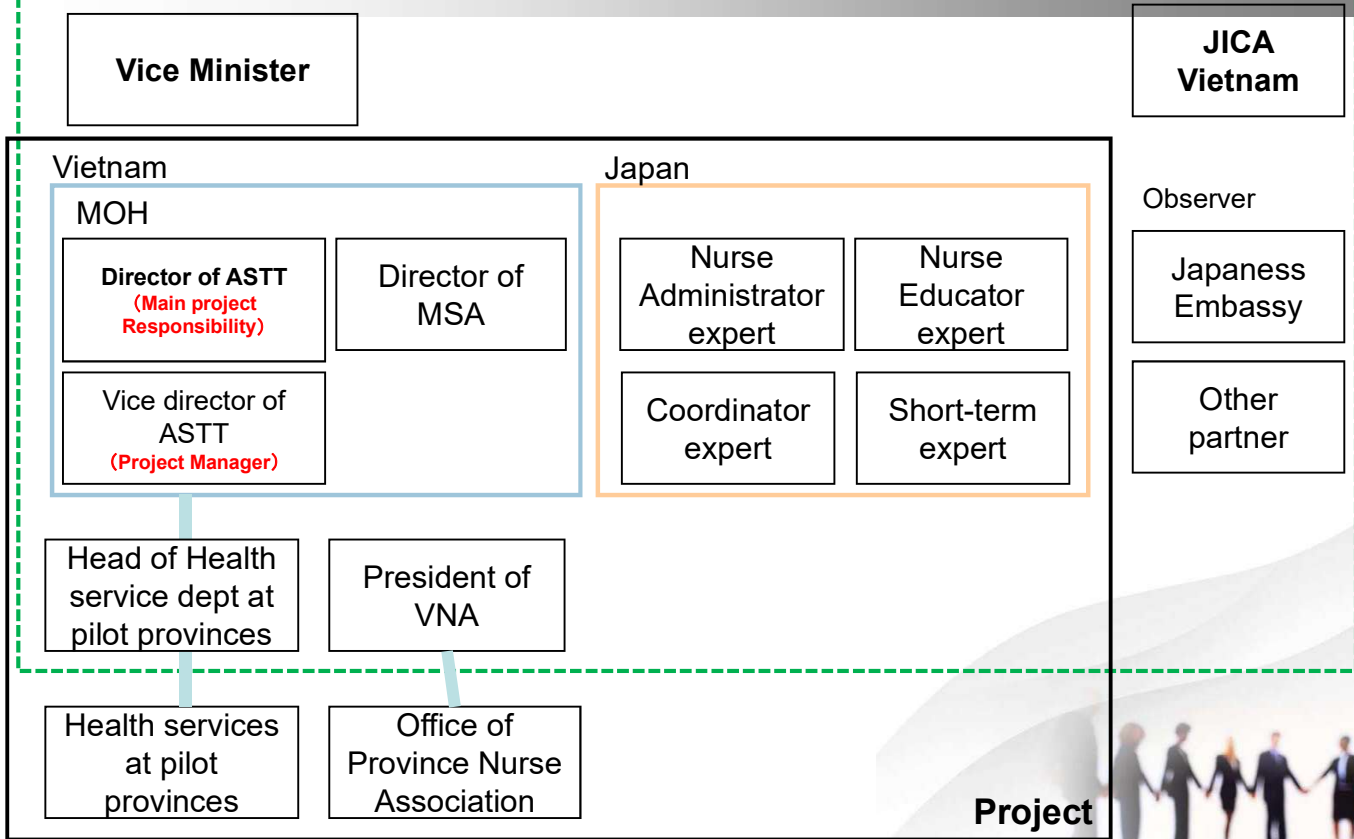 Vice Minister
JICA
Vietnam
Vietnam
MOH
Director of ASTT
（Main project
Responsibility）
Director of
MSA
Vice director of
ASTT
（Project Manager）
Japan
Nurse
Administrator
expert
Nurse
Educator
expert
Coordinator
expert
Short-term
expert
Observer
Japaness
Embassy
Other
partner
Head of Health
service dept at
pilot provinces
President of
VNA
Health services
at pilot
provinces
Office of
Province Nurse
Association
Project